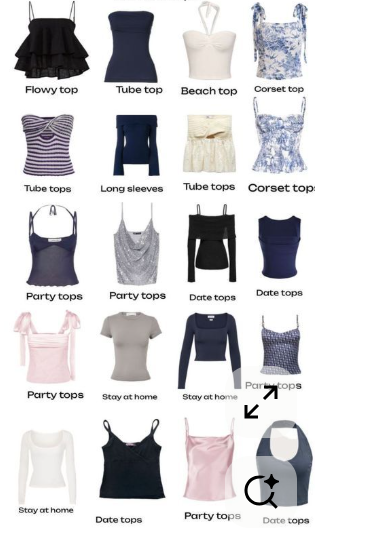 Flowy top
Tube top
Beach top
Corset top
Tube tops
Long sleeves
Tube tops
Corset tops
Party tops
Party tops
Date tops
Date tops
Party tops
Stay at home
Stay at home
Party tops
Stay at home
Date tops
Party tops
Date tops